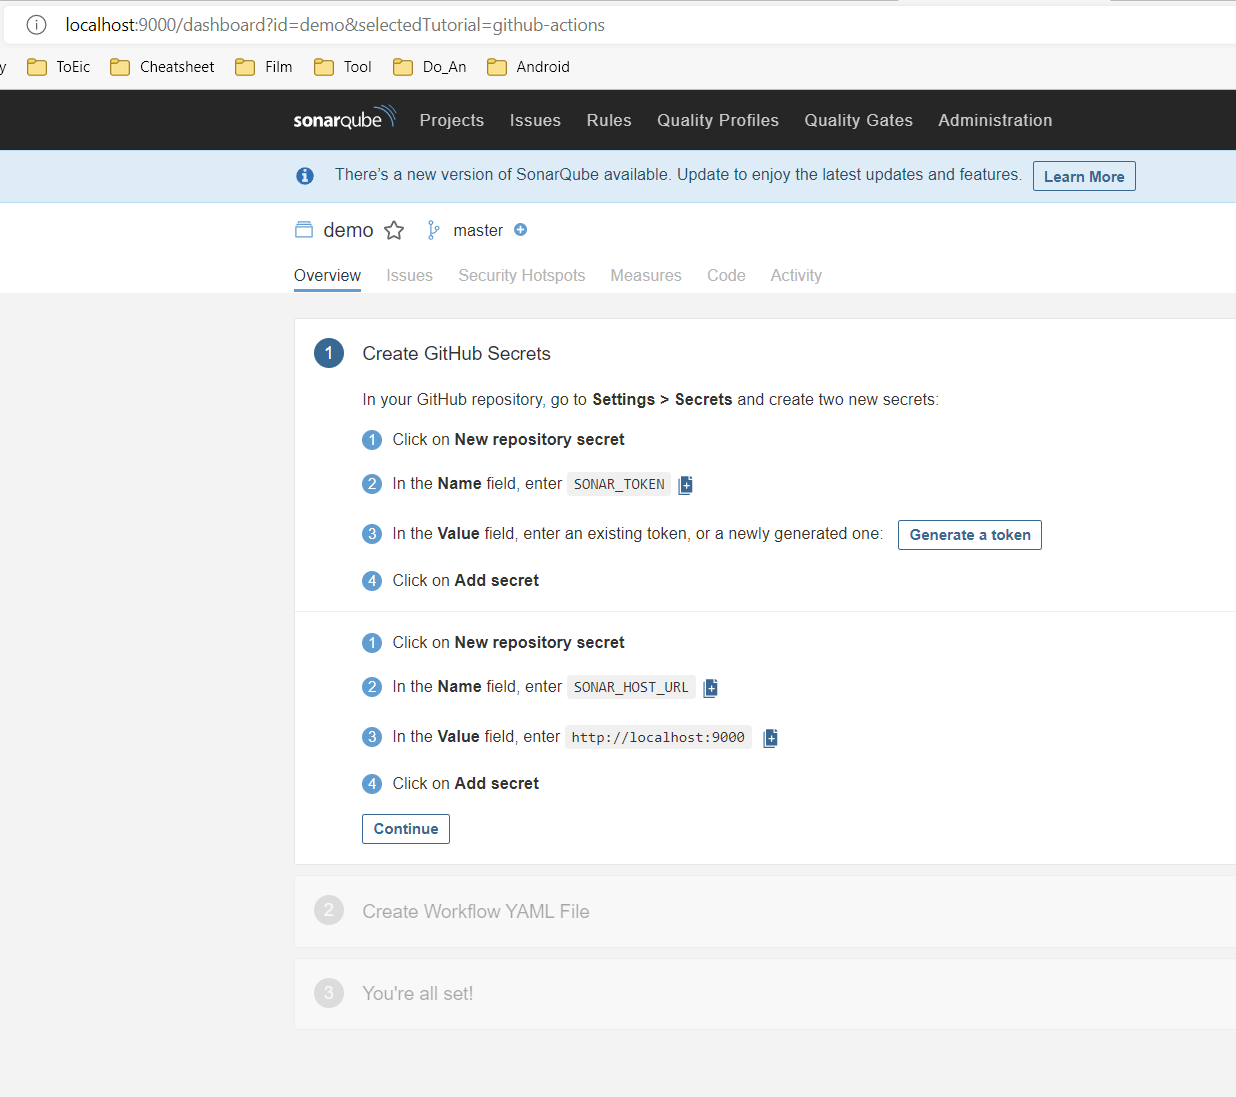 localhost:9000/dashboard?id=demo&selectedTutorial=github-actions
y ToEic Cheatsheet Film Tool Do_An Android
sonarqube Projects Issues Rules Quality Profiles Quality Gates Administration
There's a new version of SonarQube available. Update to enjoy the latest updates and features. Learn More
demo master
Overview Issues Security Hotspots Measures Code Activity
1 Create GitHub Secrets
In your GitHub repository, go to Settings > Secrets and create two new secrets:
1 Click on New repository secret
2 In the Name field, enter SONAR_TOKEN
3 In the Value field, enter an existing token, or a newly generated one: Generate a token
4 Click on Add secret
1 Click on New repository secret
2 In the Name field, enter SONAR_HOST_URL
3 In the Value field, enter http://localhost:9000
4 Click on Add secret
Continue
2 Create Workflow YAML File
3 You're all set!